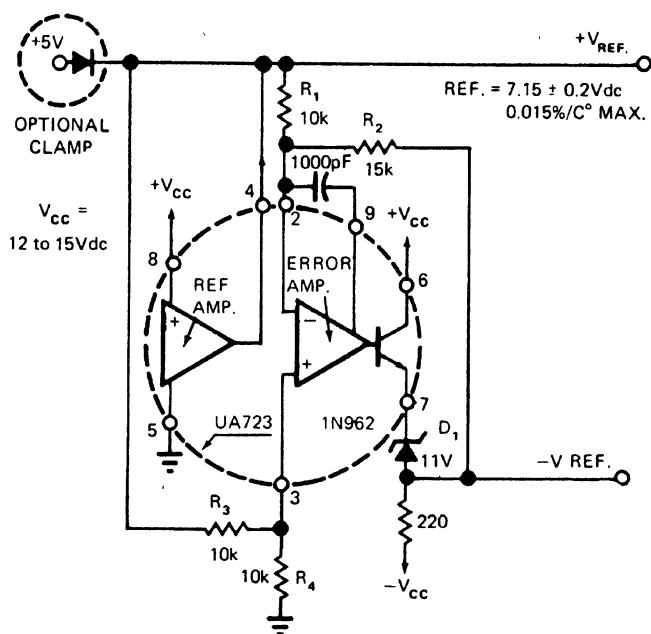 +5V
+V REF.
OPTIONAL
CLAMP
REF. = 7.15 ± 0.2Vdc
0.015%/C° MAX.
R1
10k
R2
15k
1000pF
VCC =
12 to 15Vdc
+VCC
4
2
9
+VCC
8
6
REF
AMP.
ERROR
AMP.
+
−
+
5
UA723
1N962
7
D1
11V
−V REF.
3
R3
10k
220
10k
R4
−VCC